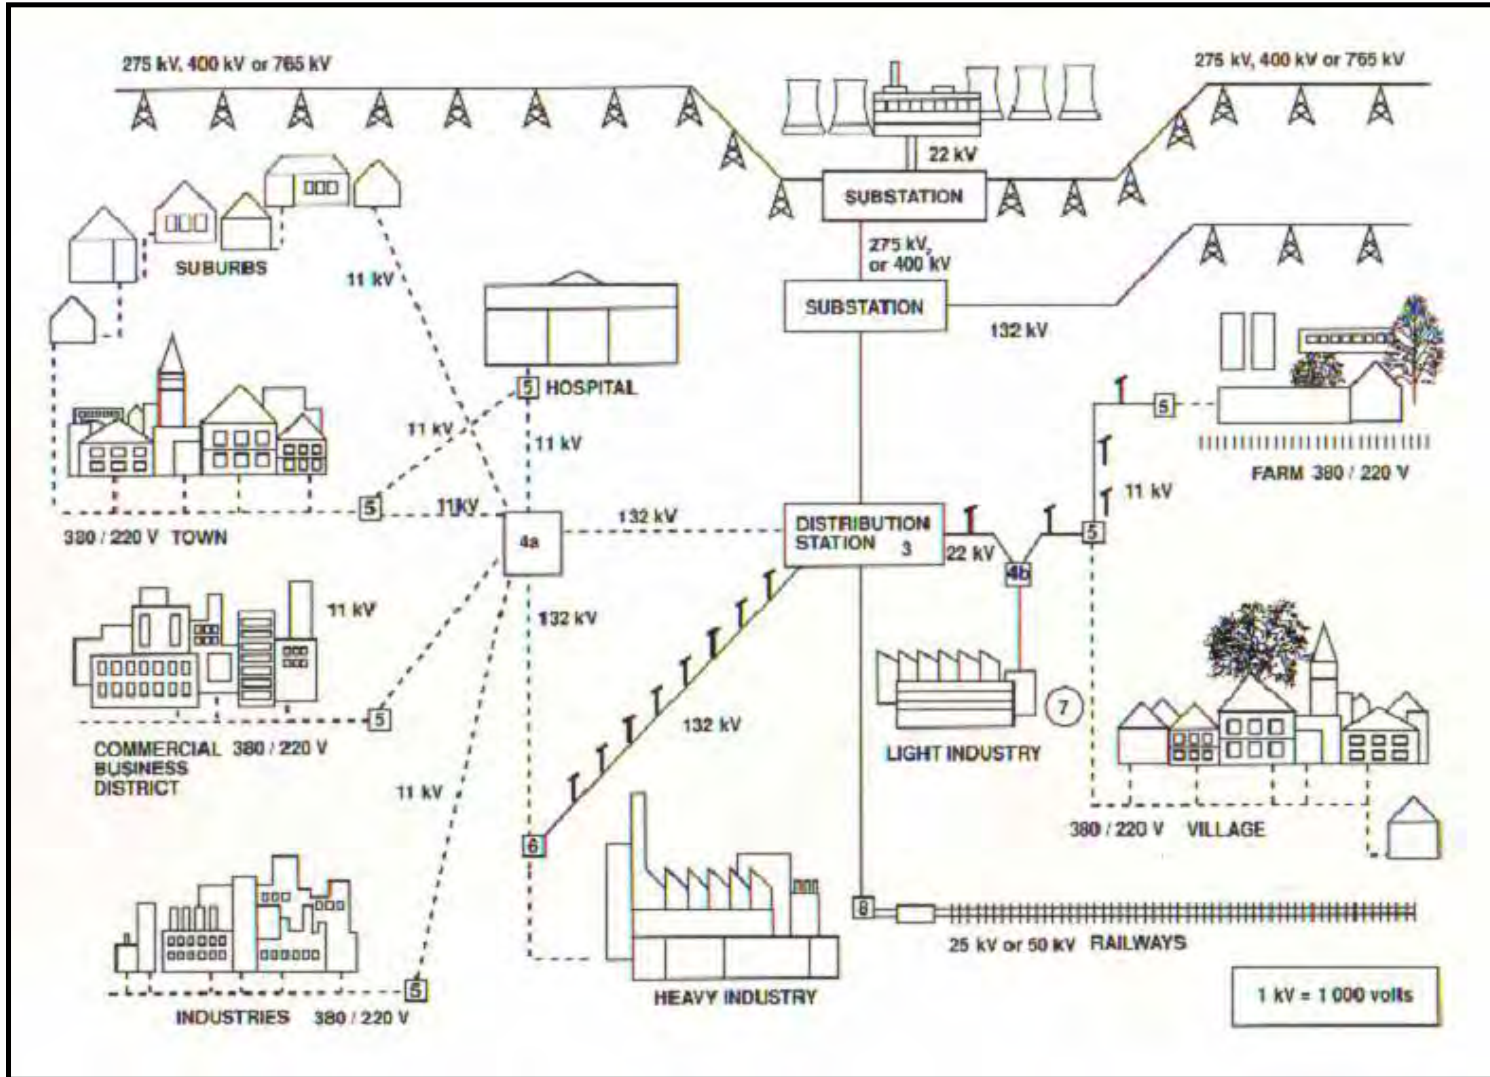 275 kV, 400 kV or 765 kV
275 kV, 400 kV or 765 kV
22 kV
SUBSTATION
275 kV,
or 400 kV
SUBSTATION
132 kV
SUBURBS
11 kV
5 HOSPITAL
11 kV
11 kV
5
FARM 380 / 220 V
11 kV
5
11kV
380 / 220 V TOWN
4a
132 kV
DISTRIBUTION
STATION 3
22 kV
4b
5
11 kV
132 kV
5
COMMERCIAL 380 / 220 V
BUSINESS
DISTRICT
132 kV
7
LIGHT INDUSTRY
11 kV
380 / 220 V VILLAGE
6
8
25 kV or 50 kV RAILWAYS
5
INDUSTRIES 380 / 220 V
HEAVY INDUSTRY
1 kV = 1 000 volts